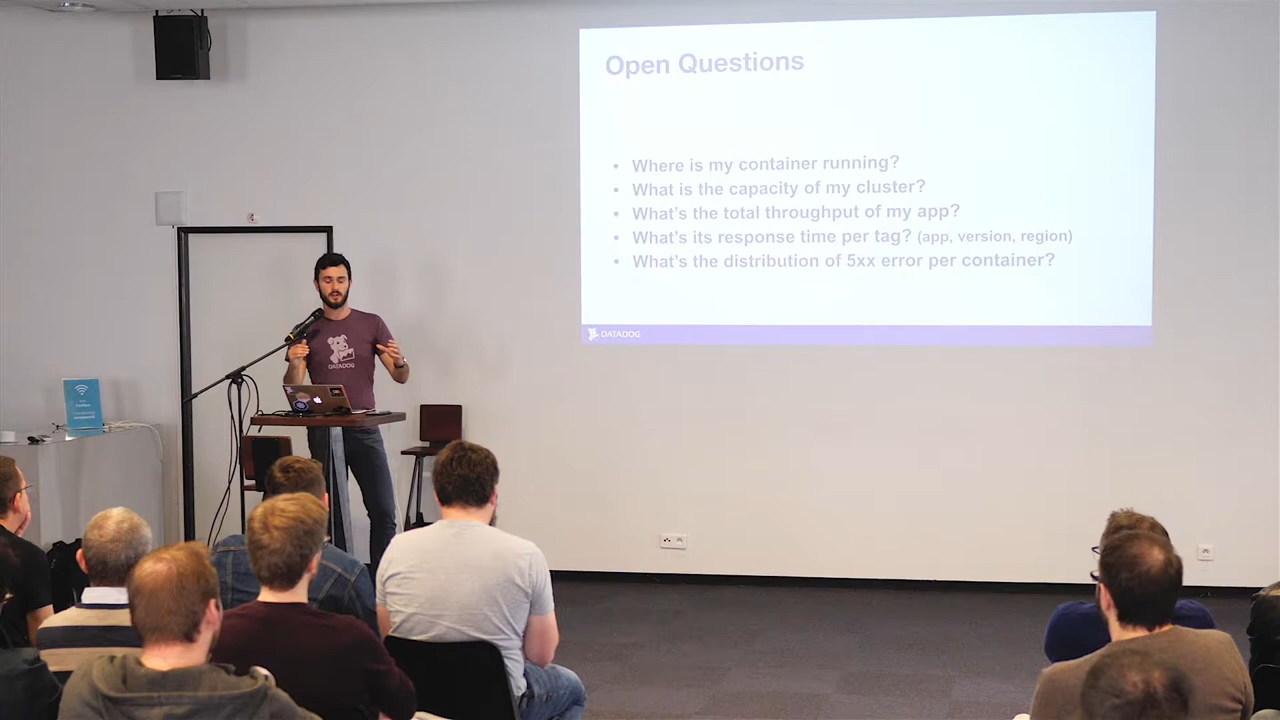 Open Questions
• Where is my container running?
• What is the capacity of my cluster?
• What's the total throughput of my app?
• What's its response time per tag? (app, version, region)
• What's the distribution of 5xx error per container?
DATADOG
DATADOG